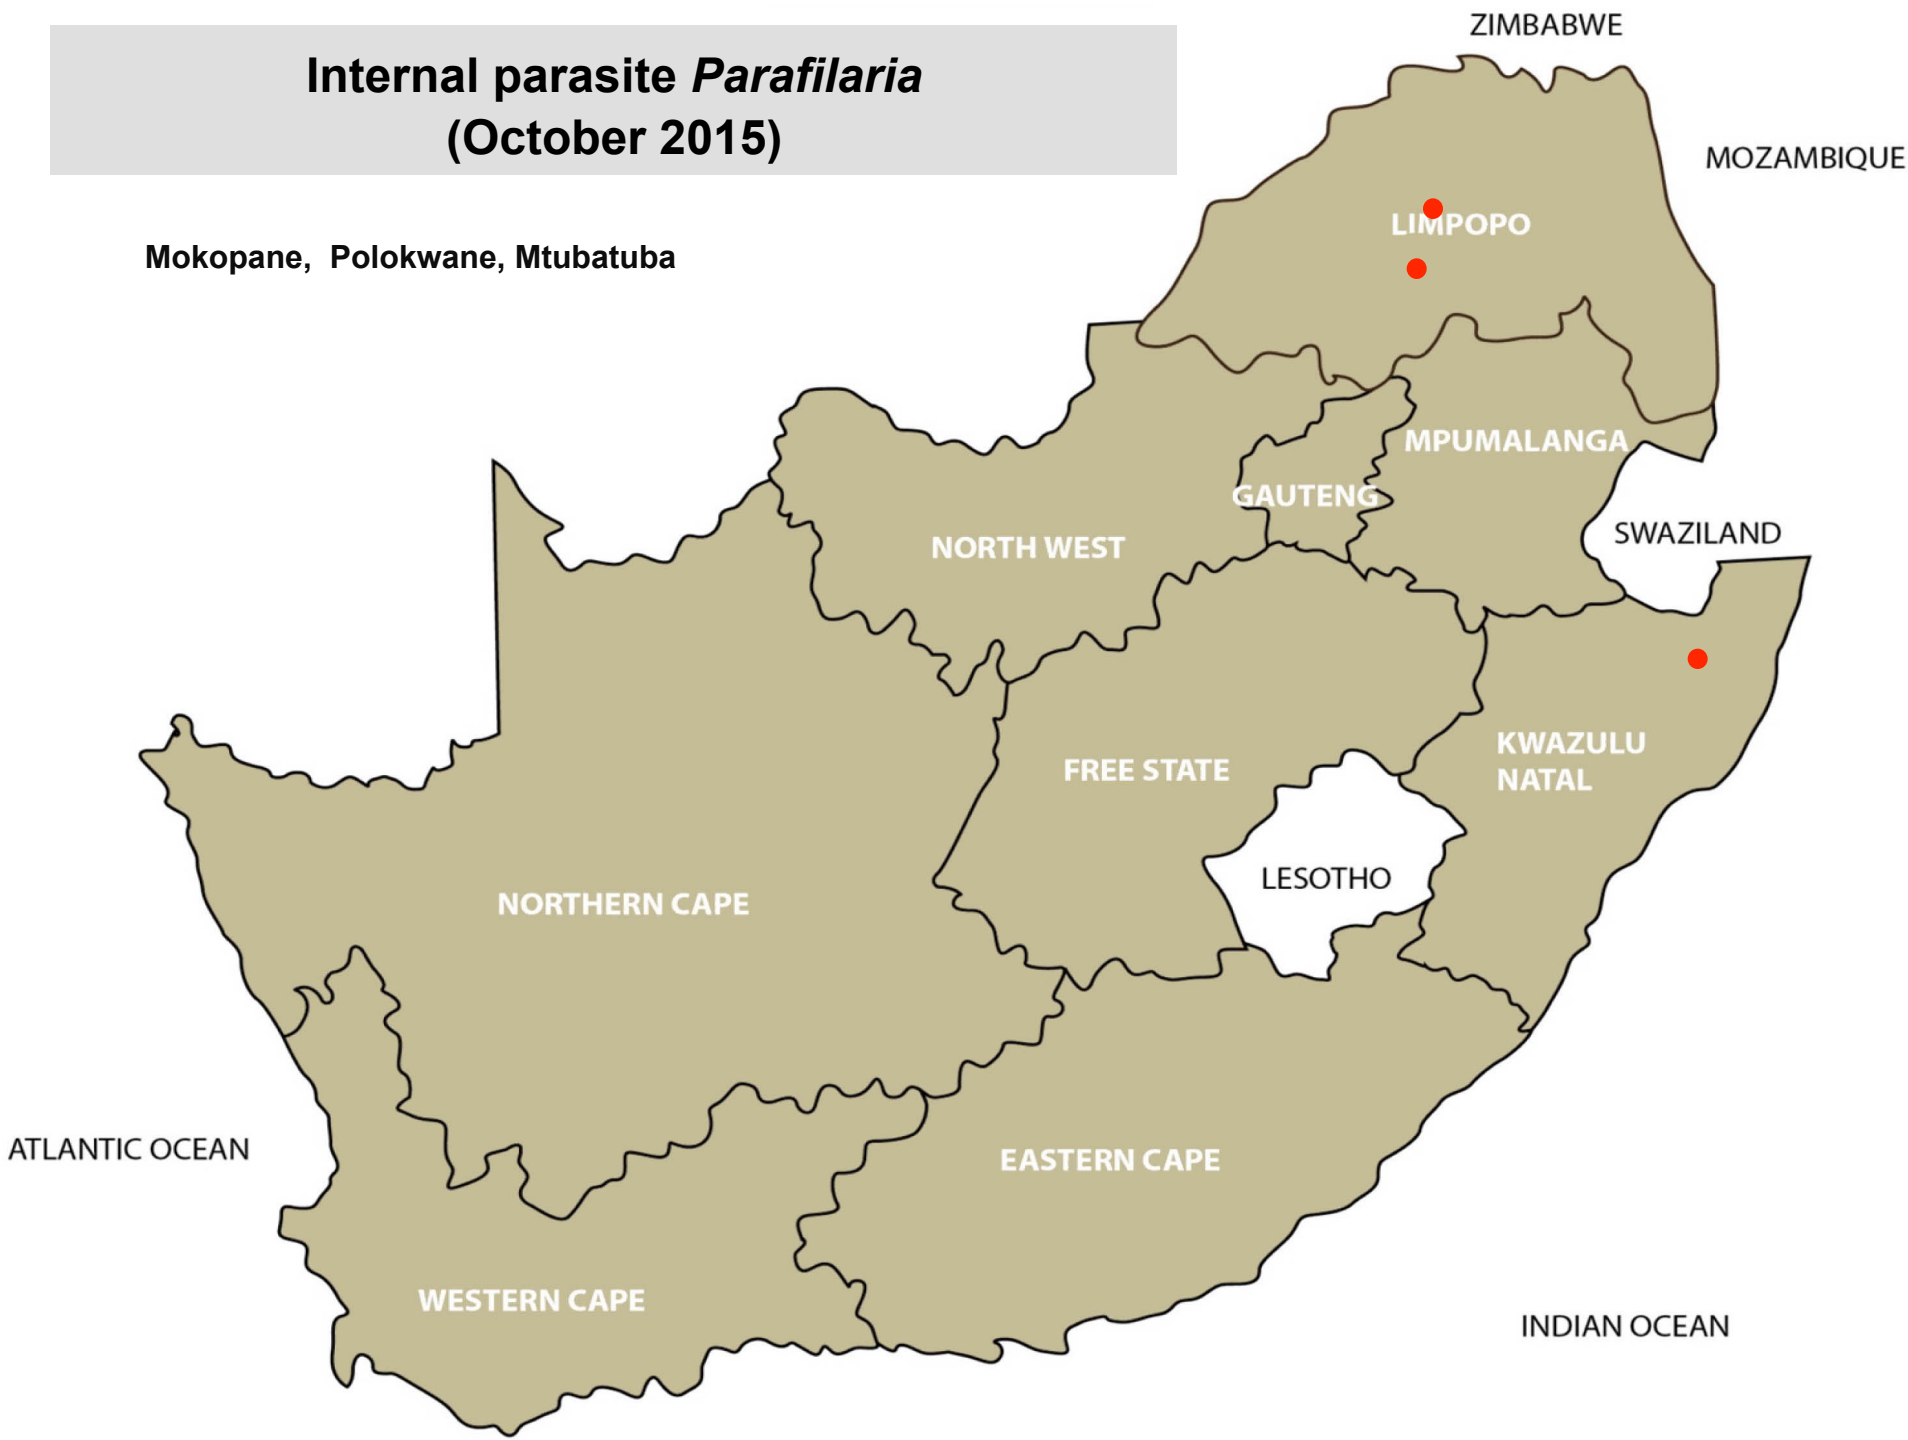 Internal parasite Parafilaria
(October 2015)
Mokopane, Polokwane, Mtubatuba
ZIMBABWE
MOZAMBIQUE
LIMPOPO
MPUMALANGA
GAUTENG
SWAZILAND
NORTH WEST
KWAZULU
NATAL
FREE STATE
LESOTHO
NORTHERN CAPE
ATLANTIC OCEAN
EASTERN CAPE
WESTERN CAPE
INDIAN OCEAN